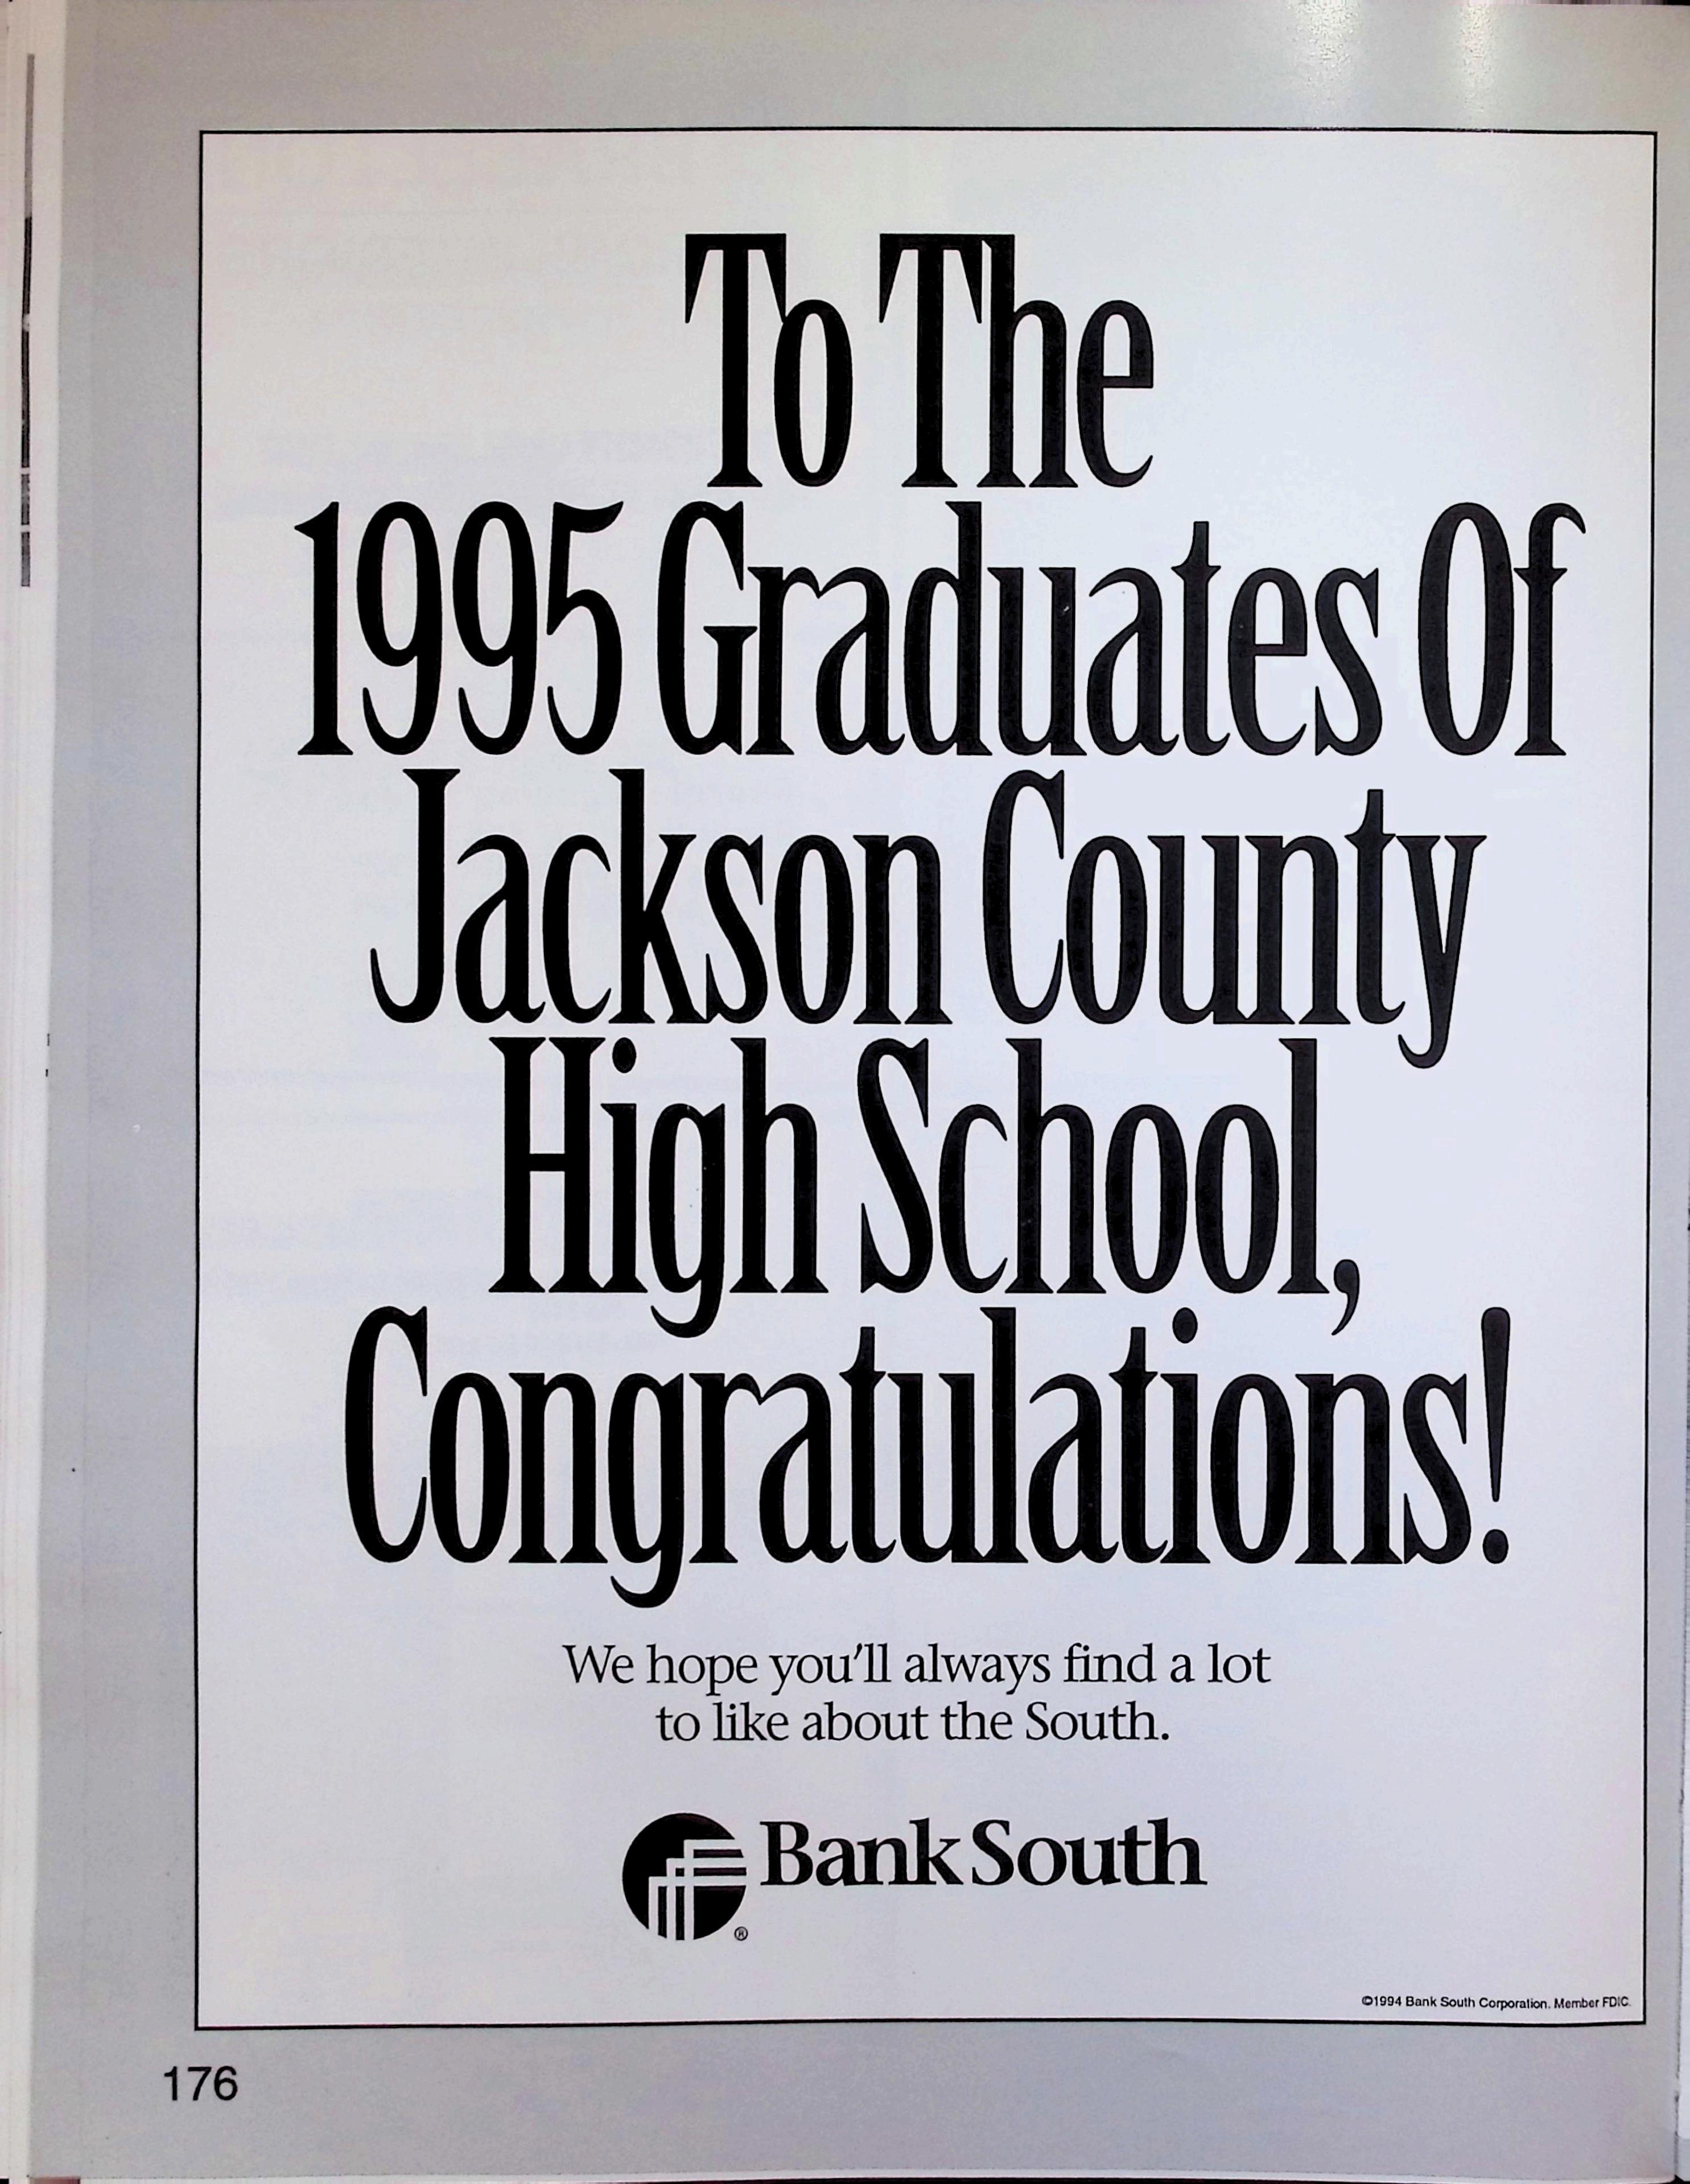 To The
1995 Graduates Of
Jackson County
High School,
Congratulations!
We hope you'll always find a lot
to like about the South.
Bank South
®
©1994 Bank South Corporation. Member FDIC.
176